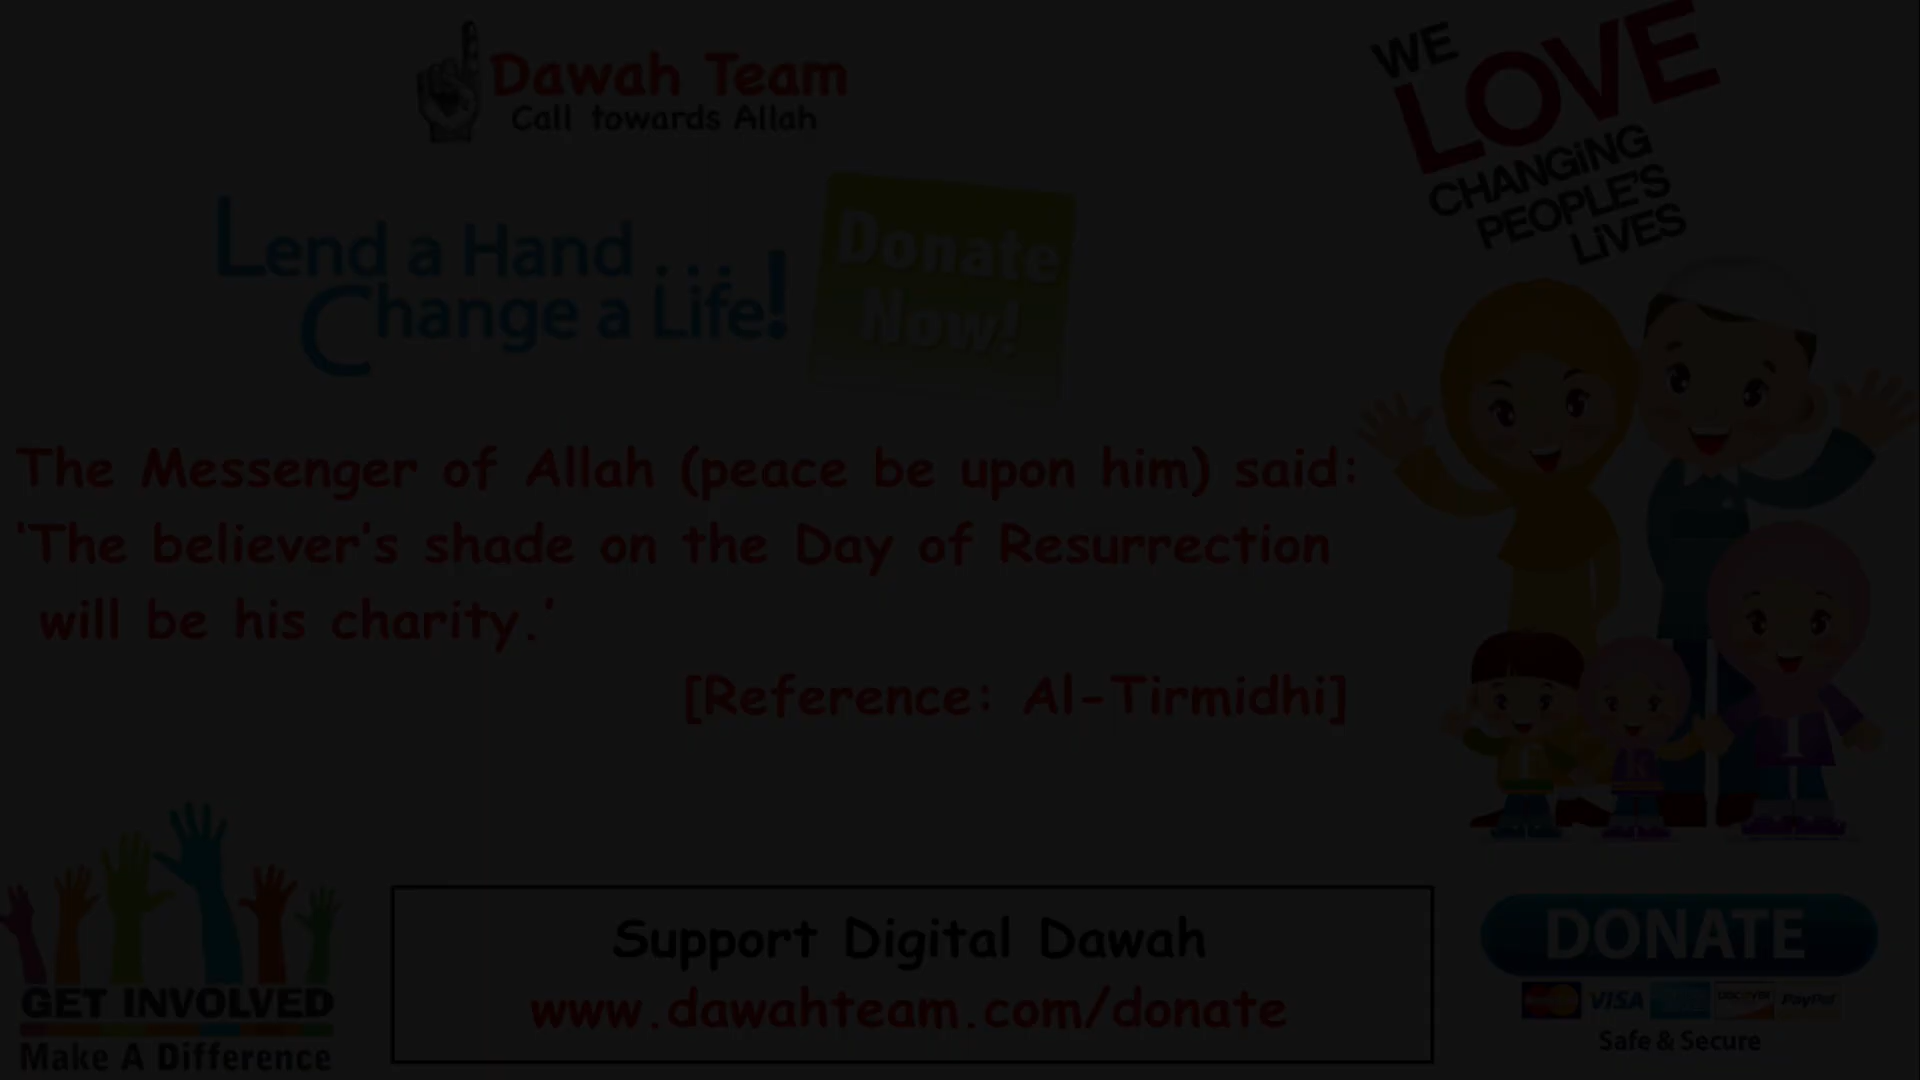 Dawah Team
Call towards Allah
WE
LOVE
CHANGiNG
PEOPLE'S
LiVES
Lend a Hand ...
Change a Life!
Donate
Now!
The Messenger of Allah (peace be upon him) said:
'The believer's shade on the Day of Resurrection
will be his charity.'
[Reference: Al-Tirmidhi]
GET INVOLVED
Make A Difference
Support Digital Dawah
www.dawahteam.com/donate
DONATE
VISA DISCOVER PayPal
Safe & Secure